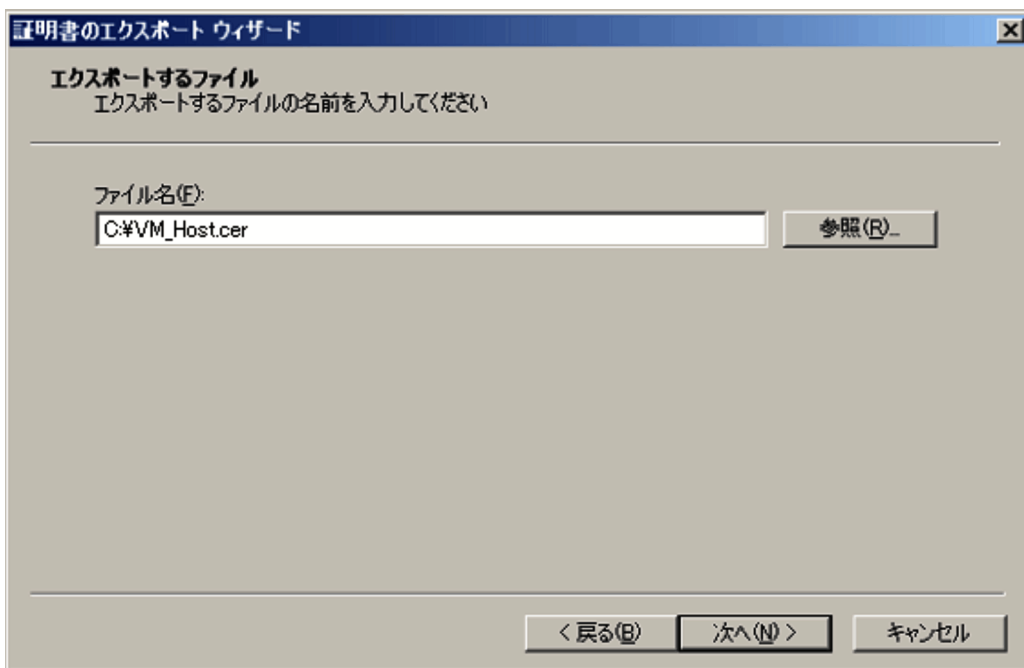 証明書のエクスポート ウィザード
エクスポートするファイル
エクスポートするファイルの名前を入力してください
ファイル名(F):
C:¥VM_Host.cer
参照(R)...
< 戻る(B)
次へ(N) >
キャンセル